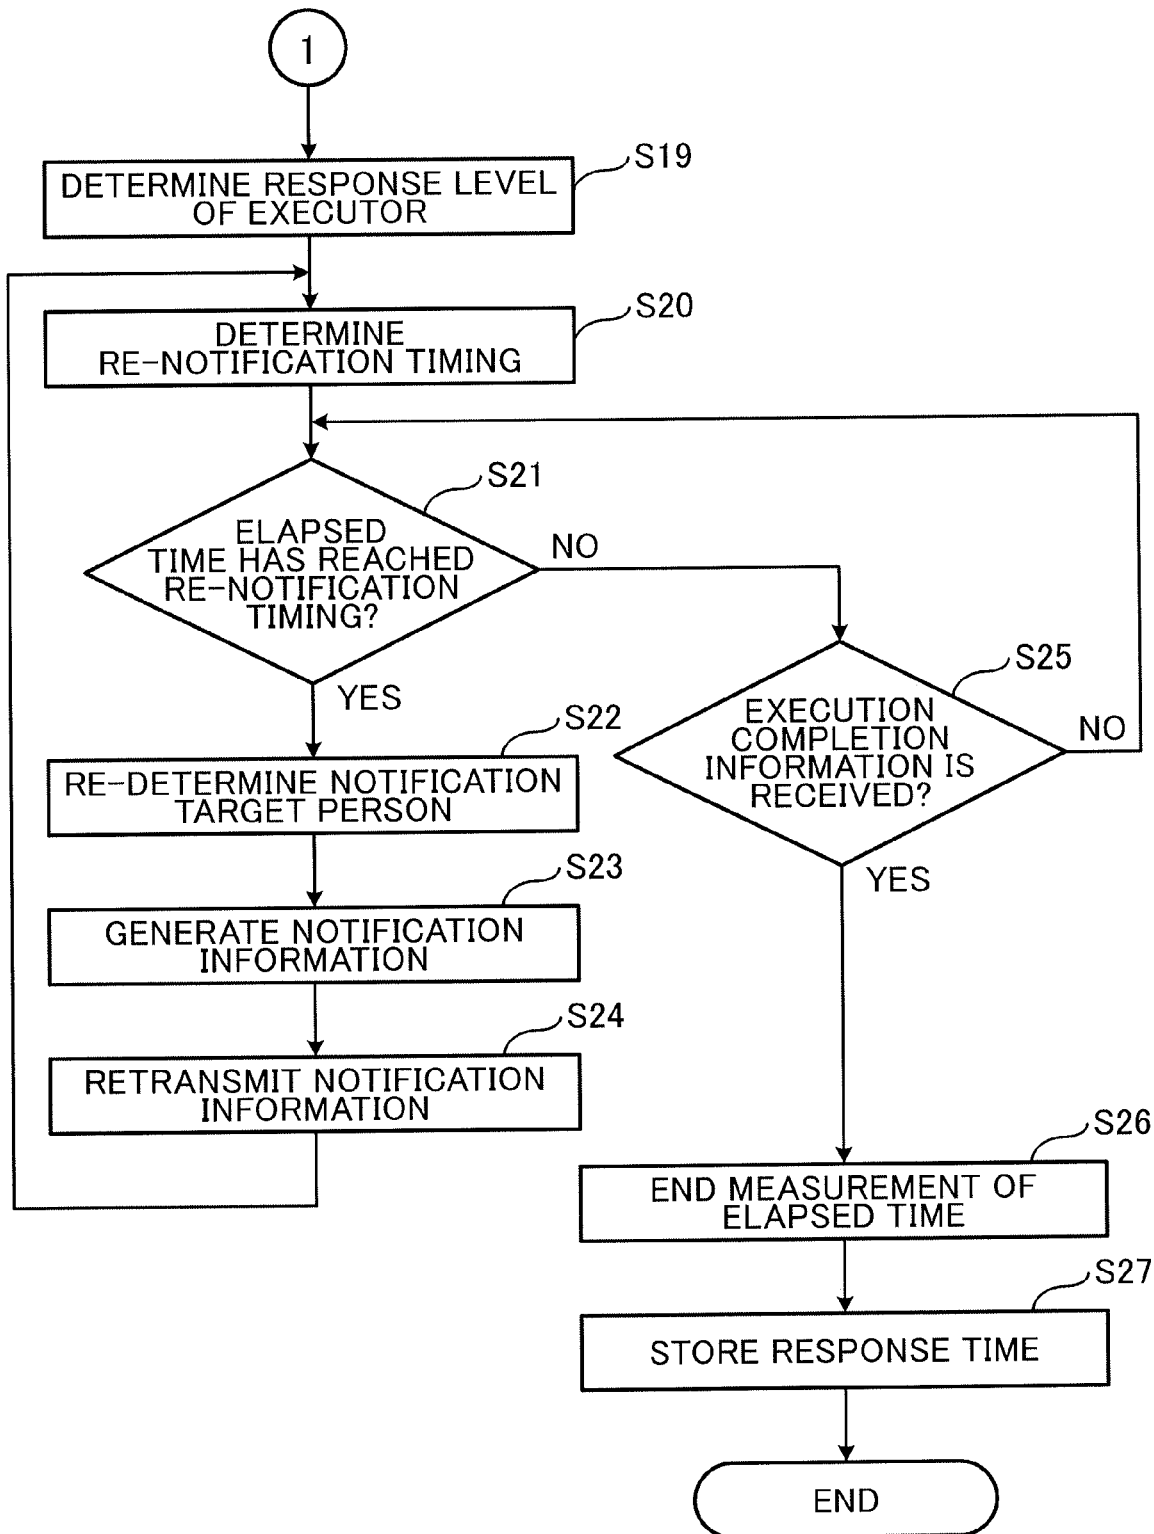 1
S19
DETERMINE RESPONSE LEVEL
OF EXECUTOR
S20
DETERMINE
RE-NOTIFICATION TIMING
S21
ELAPSED
TIME HAS REACHED
RE-NOTIFICATION
TIMING?
NO
YES
S25
EXECUTION
COMPLETION
INFORMATION IS
RECEIVED?
NO
YES
S22
RE-DETERMINE NOTIFICATION
TARGET PERSON
S23
GENERATE NOTIFICATION
INFORMATION
S24
RETRANSMIT NOTIFICATION
INFORMATION
S26
END MEASUREMENT OF
ELAPSED TIME
S27
STORE RESPONSE TIME
END